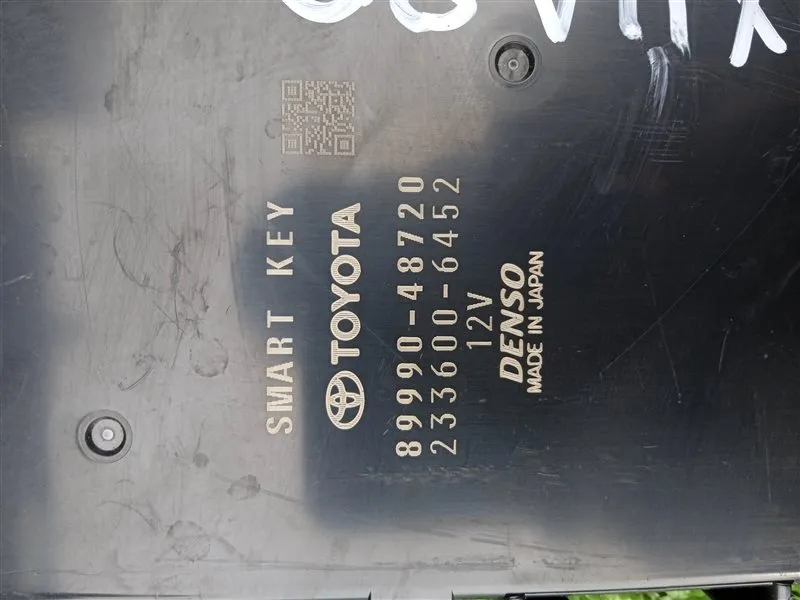 SMART KEY
TOYOTA
89990-48720
233600-6452
12V
DENSO
MADE IN JAPAN